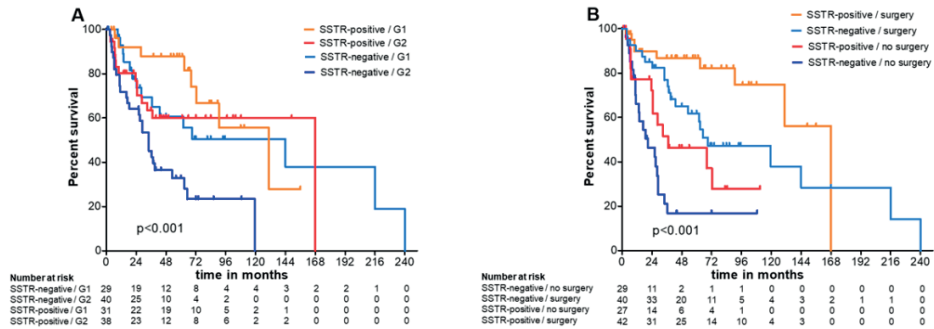 A
SSTR-positive / G1
SSTR-positive / G2
SSTR-negative / G1
SSTR-negative / G2
Percent survival
100
80
60
40
20
0
p<0.001
0 24 48 72 96 120 144 168 192 216 240
time in months
Number at risk
SSTR-negative / G1 29 19 12 8 4 4 3 2 2 1 0
SSTR-negative / G2 40 25 10 4 2 0 0 0 0 0
SSTR-positive / G1 31 22 19 10 5 2 1 0 0 0
SSTR-positive / G2 38 23 12 8 6 2 2 0 0 0
B
SSTR-positive / surgery
SSTR-negative / surgery
SSTR-positive / no surgery
SSTR-negative / no surgery
Percent survival
100
80
60
40
20
0
p<0.001
0 24 48 72 96 120 144 168 192 216 240
time in months
Number at risk
SSTR-negative / no surgery 29 11 2 1 1 0 0 0 0 0
SSTR-negative / surgery 40 33 20 11 5 4 3 2 1 1 0
SSTR-positive / no surgery 27 14 6 4 1 0 0 0 0 0
SSTR-positive / surgery 42 31 25 14 10 4 3 0 0 0